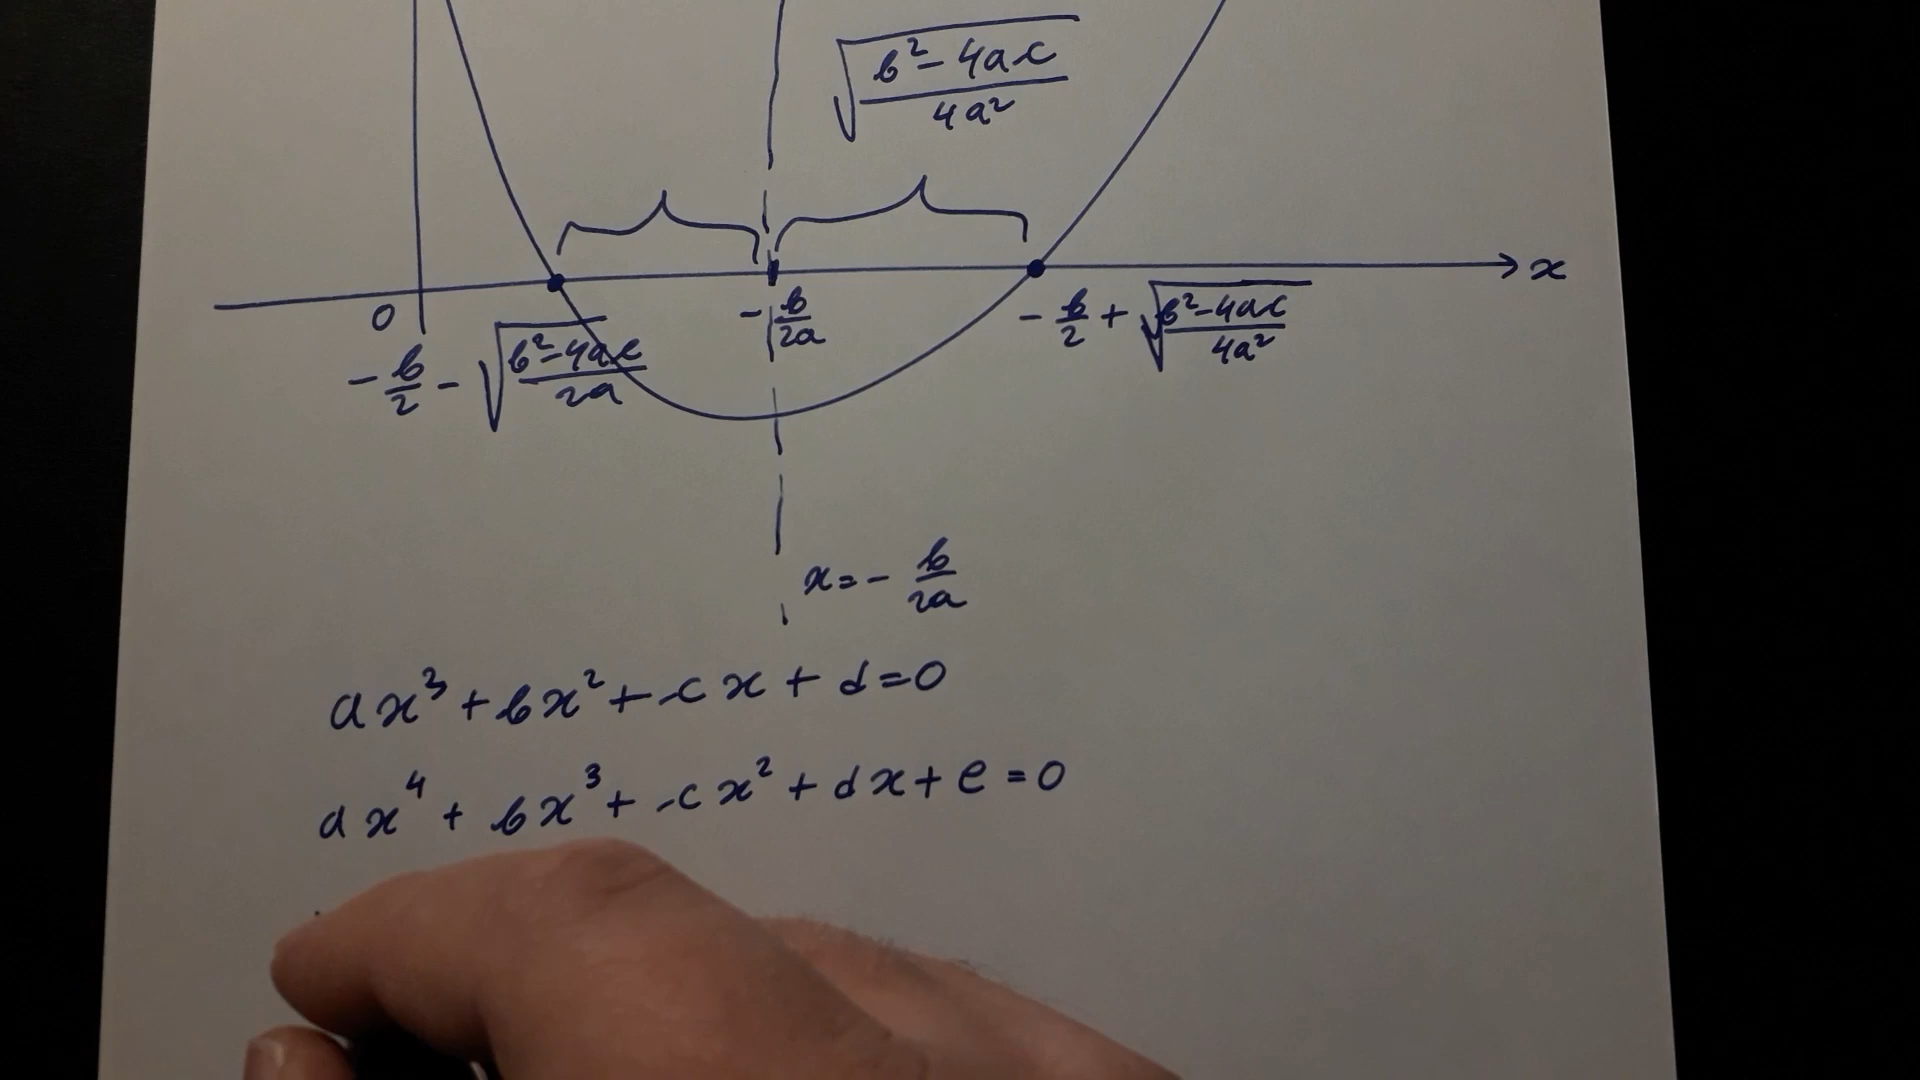 √((b²-4ac)/(4a²))
x
0
-b/2a
-b/2 + √((b²-4ac)/(4a²))
-b/2 - √((b²-4ac)/(2a))
x = -b/2a
ax³+bx²+cx+d=0
ax⁴+bx³+cx²+dx+e=0